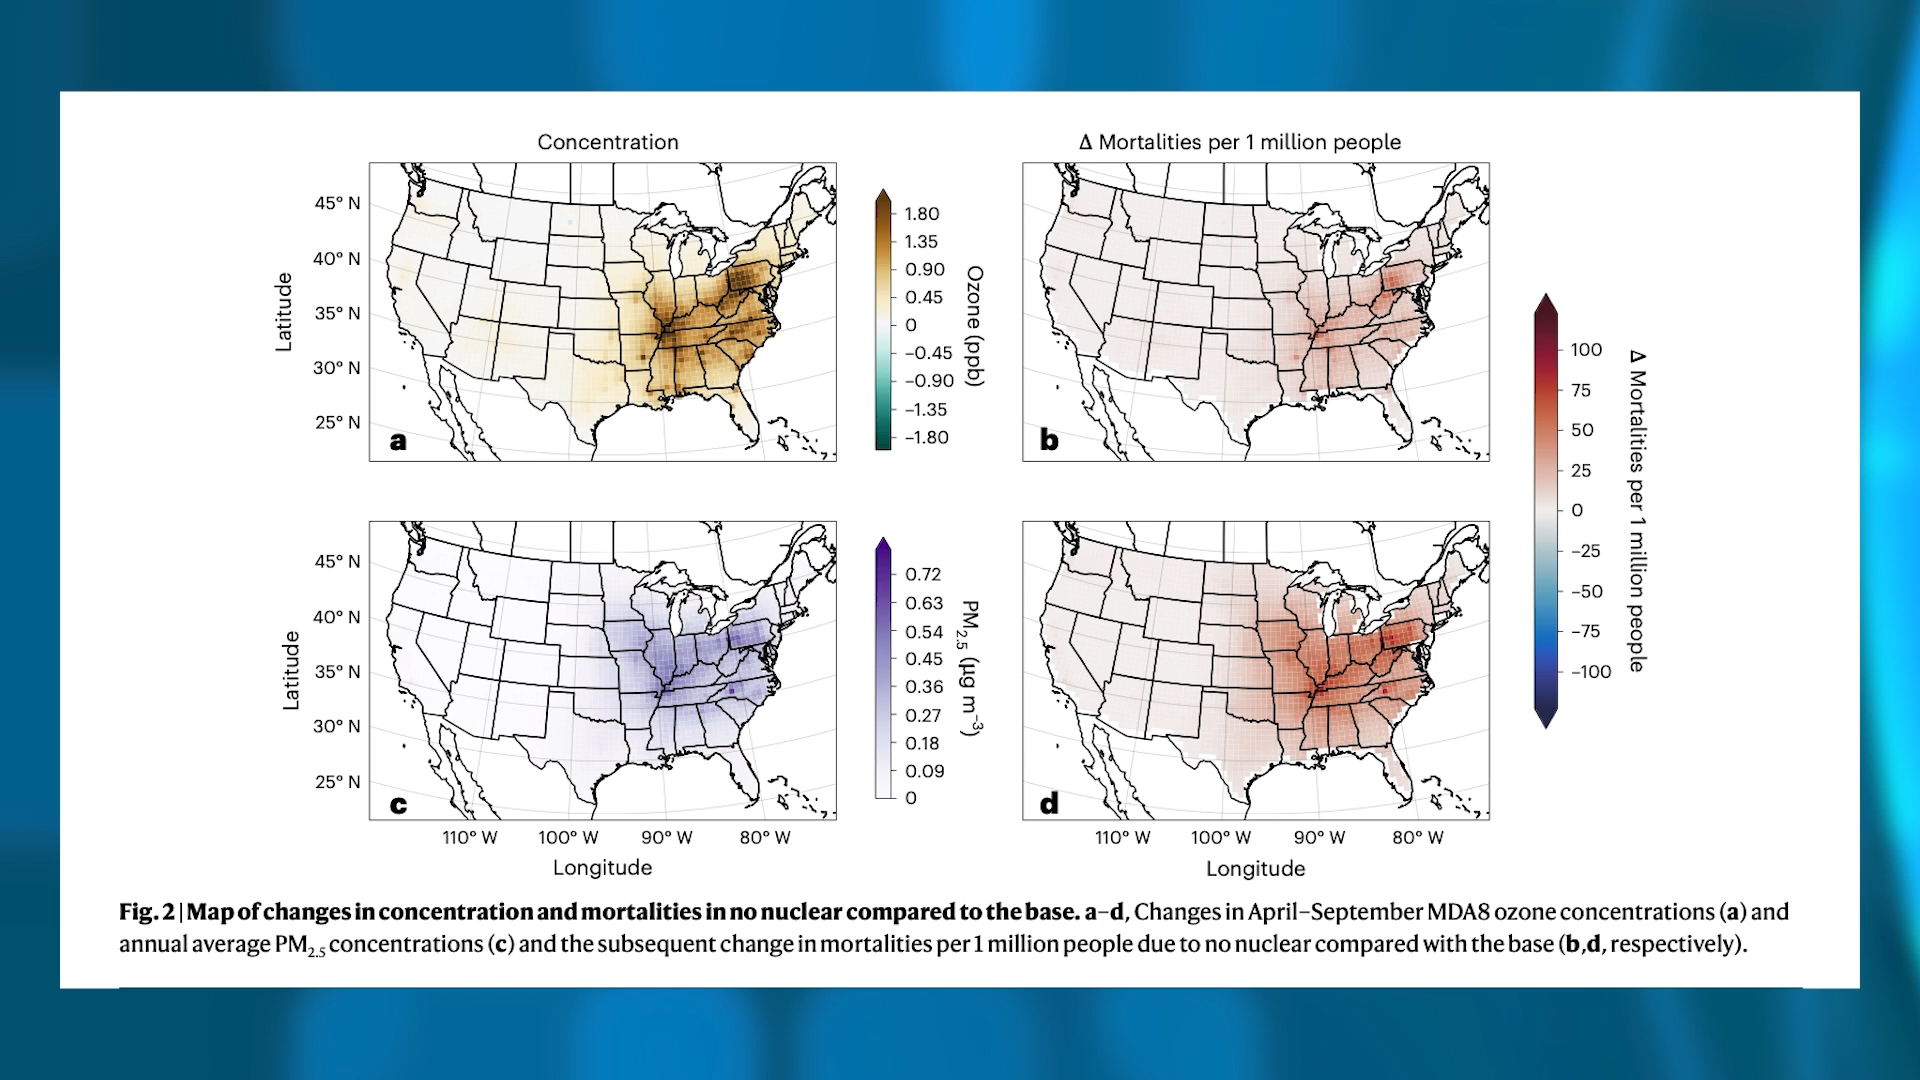 Concentration
Δ Mortalities per 1 million people
45° N
40° N
35° N
30° N
25° N
Latitude
a
1.80
1.35
0.90
0.45
0
−0.45
−0.90
−1.35
−1.80
Ozone (ppb)
b
45° N
40° N
35° N
30° N
25° N
Latitude
c
110° W
100° W
90° W
80° W
Longitude
0.72
0.63
0.54
0.45
0.36
0.27
0.18
0.09
0
PM2.5 (μg m−3)
d
110° W
100° W
90° W
80° W
Longitude
100
75
50
25
0
−25
−50
−75
−100
Δ Mortalities per 1 million people
Fig. 2 | Map of changes in concentration and mortalities in no nuclear compared to the base. a–d, Changes in April–September MDA8 ozone concentrations (a) and
annual average PM2.5 concentrations (c) and the subsequent change in mortalities per 1 million people due to no nuclear compared with the base (b,d, respectively).